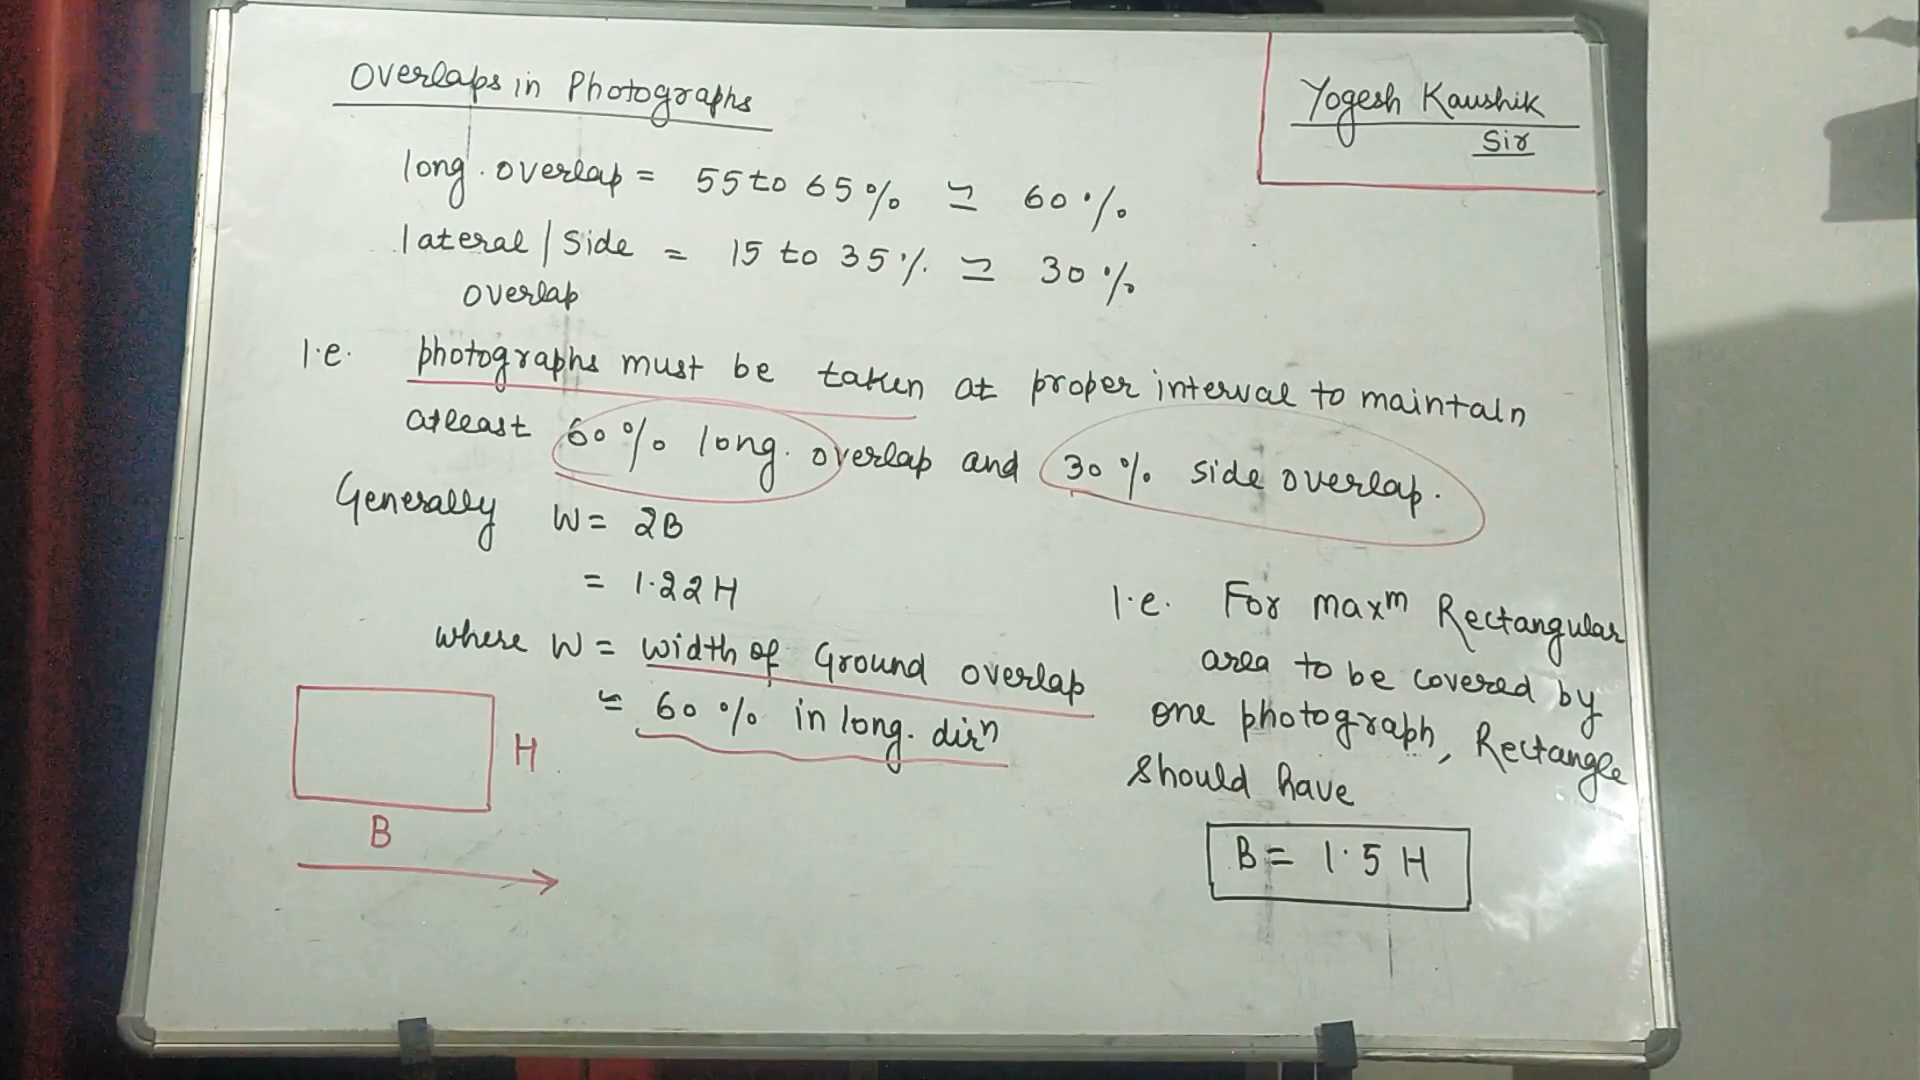 Overlaps in Photographs
Yogesh Kaushik
Sir
long. overlap = 55 to 65% ≃ 60%
lateral / Side = 15 to 35% ≃ 30%
overlap
I.e. photographs must be taken at proper interval to maintain
atleast 60% long. overlap and 30% side overlap.
Generally W = 2B
= 1.22H
where W = width of Ground overlap
≃ 60% in long. dirn
H
B
I.e. For maxm Rectangular
area to be covered by
one photograph, Rectangle
should have
B = 1.5 H